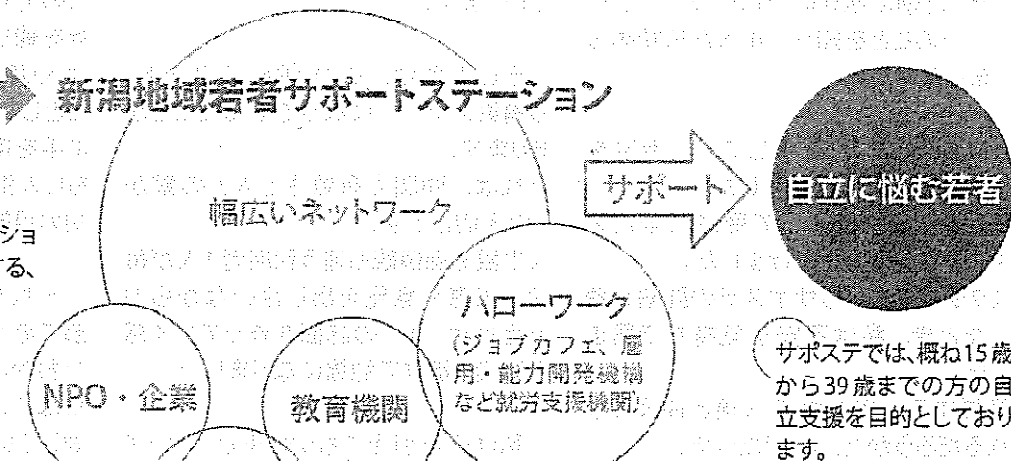 新潟地域若者サポートステーション
幅広いネットワーク
サポート
自立に悩む若者
ショ
る、
NPO・企業
教育機関
ハローワーク
(ジョブカフェ、雇
用・能力開発機構
など就労支援機関)
サポステでは、概ね15歳
から39歳までの方の自
立支援を目的としており
ます。